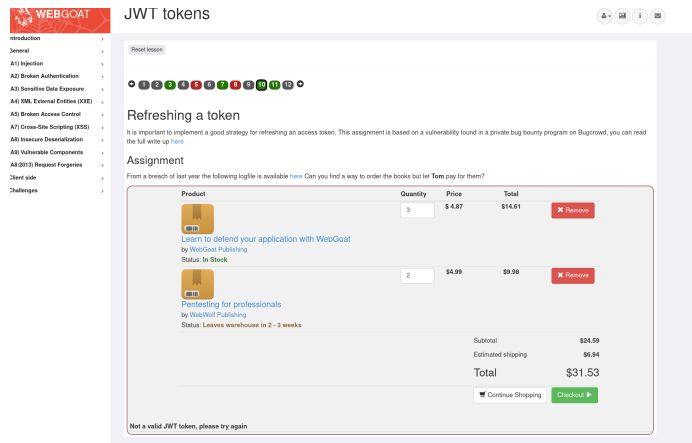 WEBGOAT
JWT tokens
Introduction
General
A1) Injection
A2) Broken Authentication
A3) Sensitive Data Exposure
A4) XML External Entities (XXE)
A5) Broken Access Control
A7) Cross-Site Scripting (XSS)
A8) Insecure Deserialization
A9) Vulnerable Components
A8:2013) Request Forgeries
Client side
Challenges
Reset lesson
1 2 3 4 5 6 7 8 9 10 11 12
Refreshing a token
It is important to implement a good strategy for refreshing an access token. This assignment is based on a vulnerability found in a private bug bounty program on Bugcrowd, you can read
the full write up here
Assignment
From a breach of last year the following logfile is available here Can you find a way to order the books but let Tom pay for them?
Product Quantity Price Total
3 $ 4.87 $14.61 Remove
Learn to defend your application with WebGoat
by WebGoat Publishing
Status: In Stock
2 $4.99 $9.98 Remove
Pentesting for professionals
by WebWolf Publishing
Status: Leaves warehouse in 2 - 3 weeks
Subtotal $24.59
Estimated shipping $6.94
Total $31.53
Continue Shopping Checkout
Not a valid JWT token, please try again